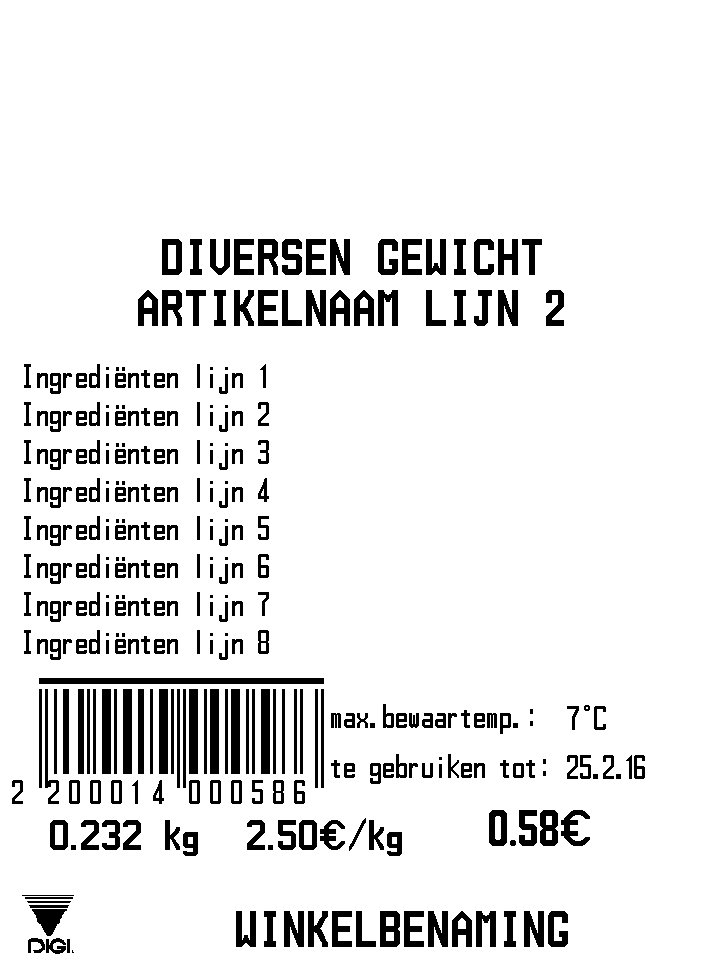 DIVERSEN GEWICHT
ARTIKELNAAM LIJN 2
Ingrediënten lijn 1
Ingrediënten lijn 2
Ingrediënten lijn 3
Ingrediënten lijn 4
Ingrediënten lijn 5
Ingrediënten lijn 6
Ingrediënten lijn 7
Ingrediënten lijn 8
max.bewaartemp.: 7°C
te gebruiken tot: 25.2.16
2 200014 000586
0.232 kg 2.50€/kg 0.58€
DIGI.
WINKELBENAMING